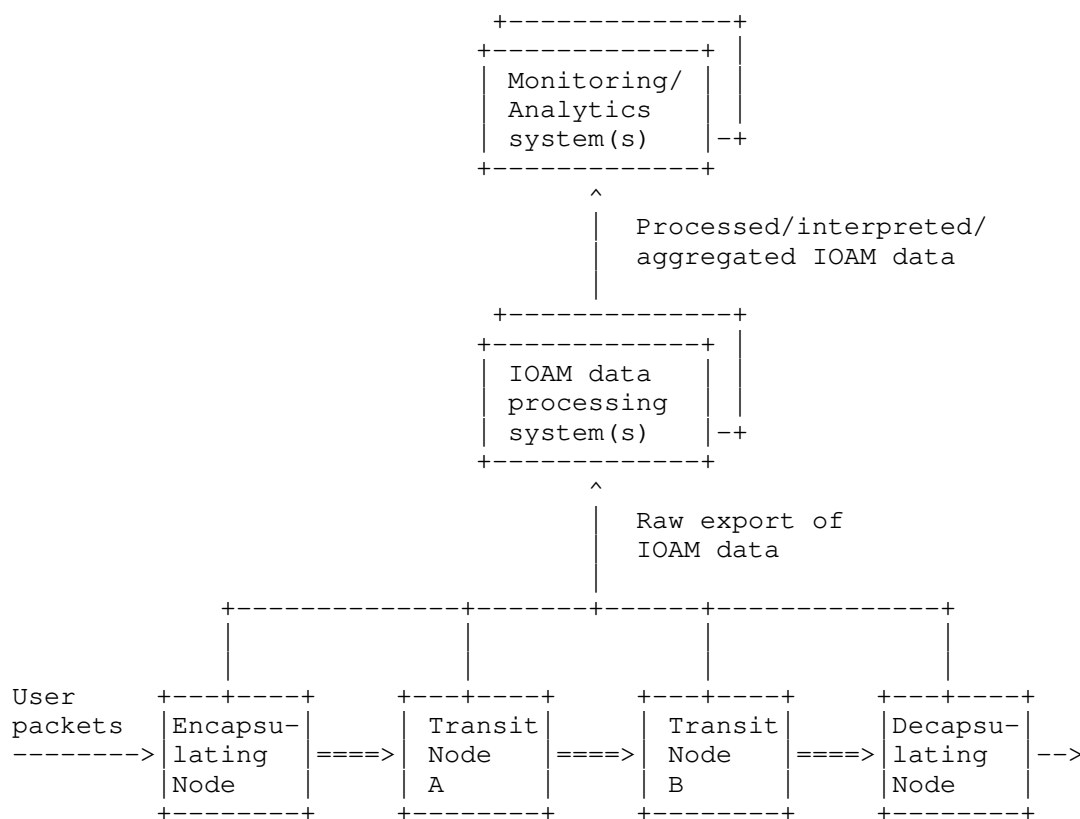 Monitoring/
Analytics
system(s)
Processed/interpreted/
aggregated IOAM data
IOAM data
processing
system(s)
Raw export of
IOAM data
User
packets
Encapsu-
lating
Node
Transit
Node
A
Transit
Node
B
Decapsu-
lating
Node